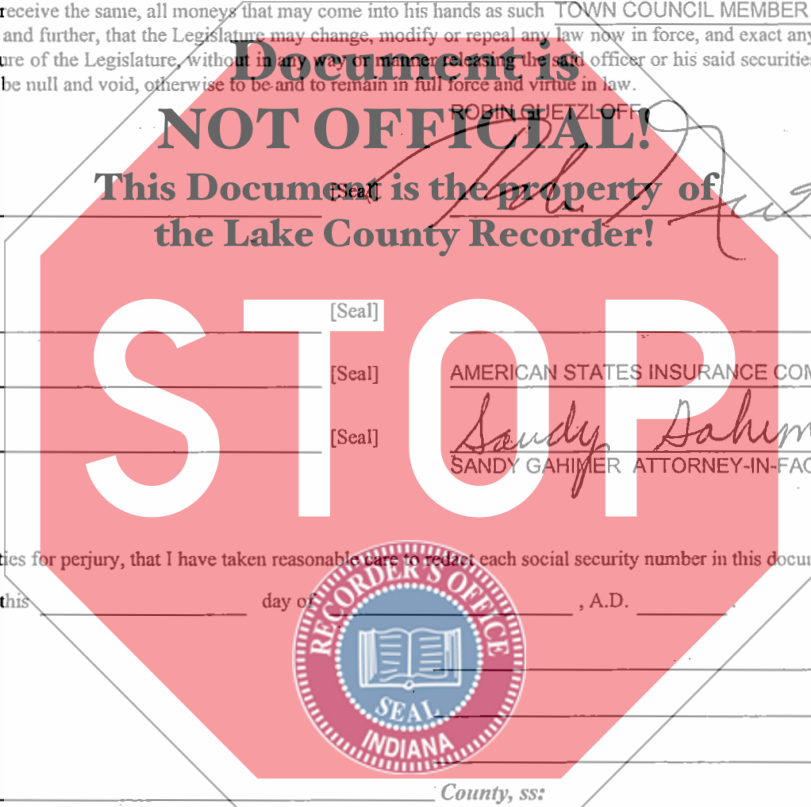 receive the same, all moneys that may come into his hands as such TOWN COUNCIL MEMBER
and further, that the Legislature may change, modify or repeal any law now in force, and exact any
ure of the Legislature, without in any way or manner releasing the said officer or his said securities
be null and void, otherwise to be and to remain in full force and virtue in law.
Document is
NOT OFFICIAL!
This Document is the property of
the Lake County Recorder!
ROBIN QUETZLOFF
[Seal]
[Seal]
[Seal] AMERICAN STATES INSURANCE COM
[Seal] Sandy Gahim
SANDY GAHIMER ATTORNEY-IN-FAC
STOP
ties for perjury, that I have taken reasonable care to redact each social security number in this docu
this day of , A.D.
RECORDER'S OFFICE
SEAL
INDIANA
County, ss: